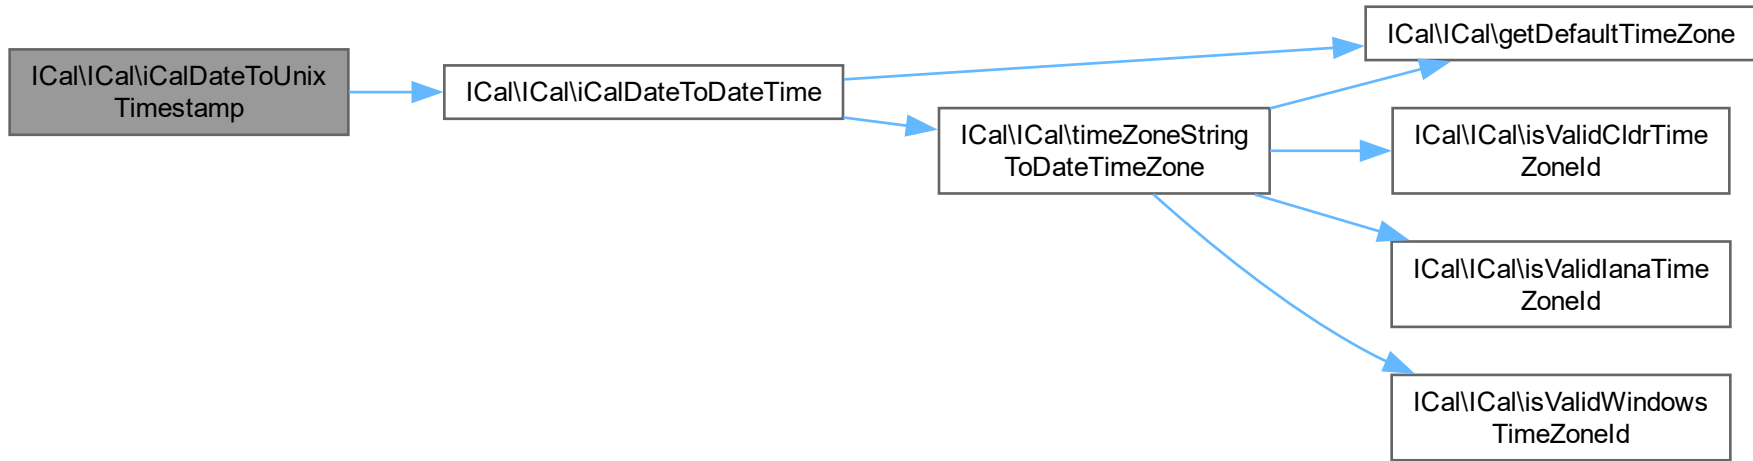 ICal\ICal\iCalDateToUnix
Timestamp
ICal\ICal\iCalDateToDateTime
ICal\ICal\getDefaultTimeZone
ICal\ICal\timeZoneString
ToDateTimeZone
ICal\ICal\isValidCldrTime
ZoneId
ICal\ICal\isValidIanaTime
ZoneId
ICal\ICal\isValidWindows
TimeZoneId